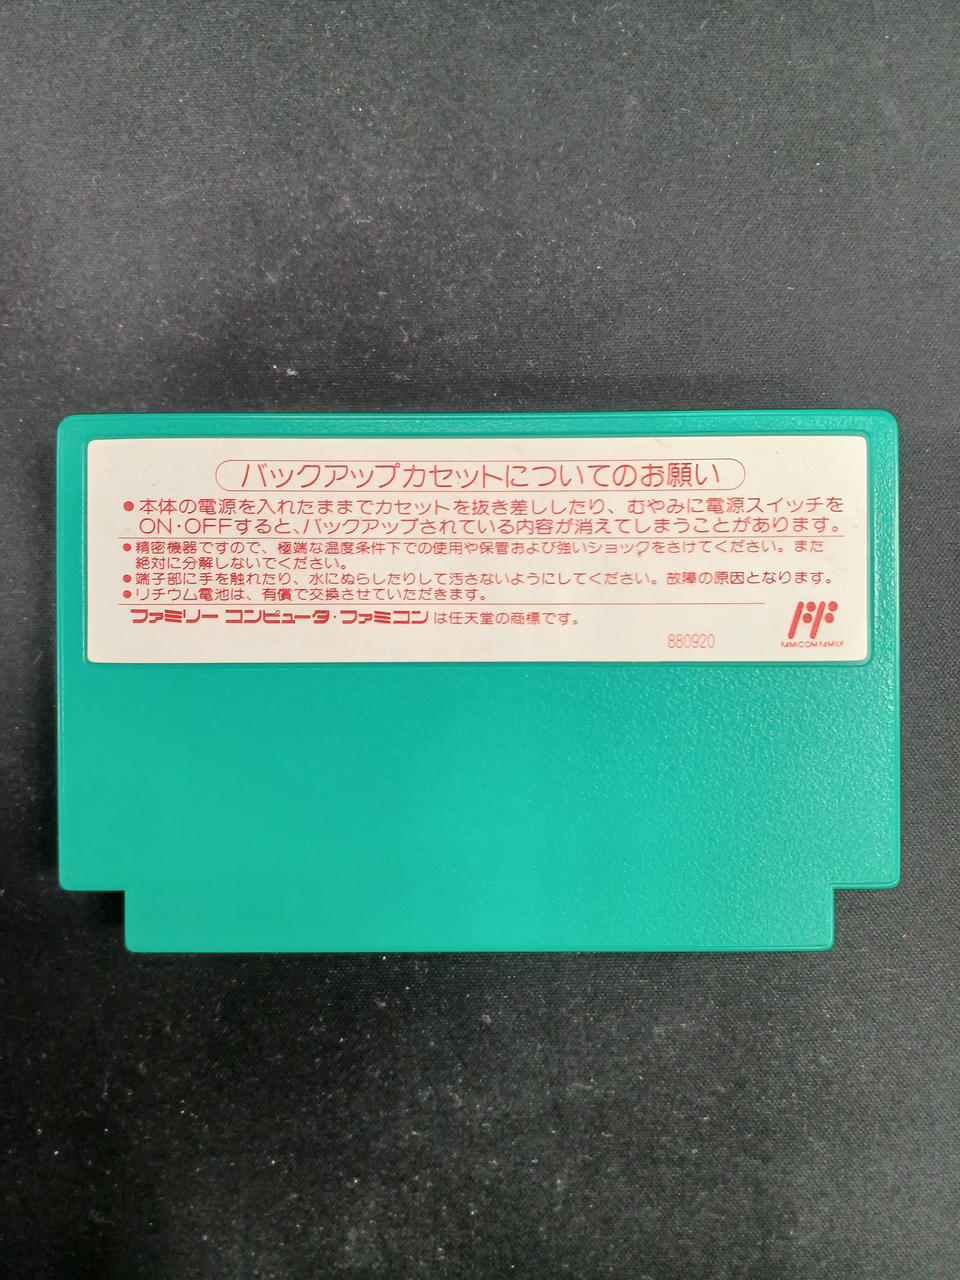 バックアップカセットについてのお願い
●本体の電源を入れたままでカセットを抜き差ししたり、むやみに電源スイッチを
ON・OFFすると、バックアップされている内容が消えてしまうことがあります。
●精密機器ですので、極端な温度条件下での使用や保管および強いショックをさけてください。また
絶対に分解しないでください。
●端子部に手を触れたり、水にぬらしたりして汚さないようにしてください。故障の原因となります。
●リチウム電池は、有償で交換させていただきます。
ファミリー コンピュータ・ファミコンは任天堂の商標です。
880920
FAMICOM FAMILY